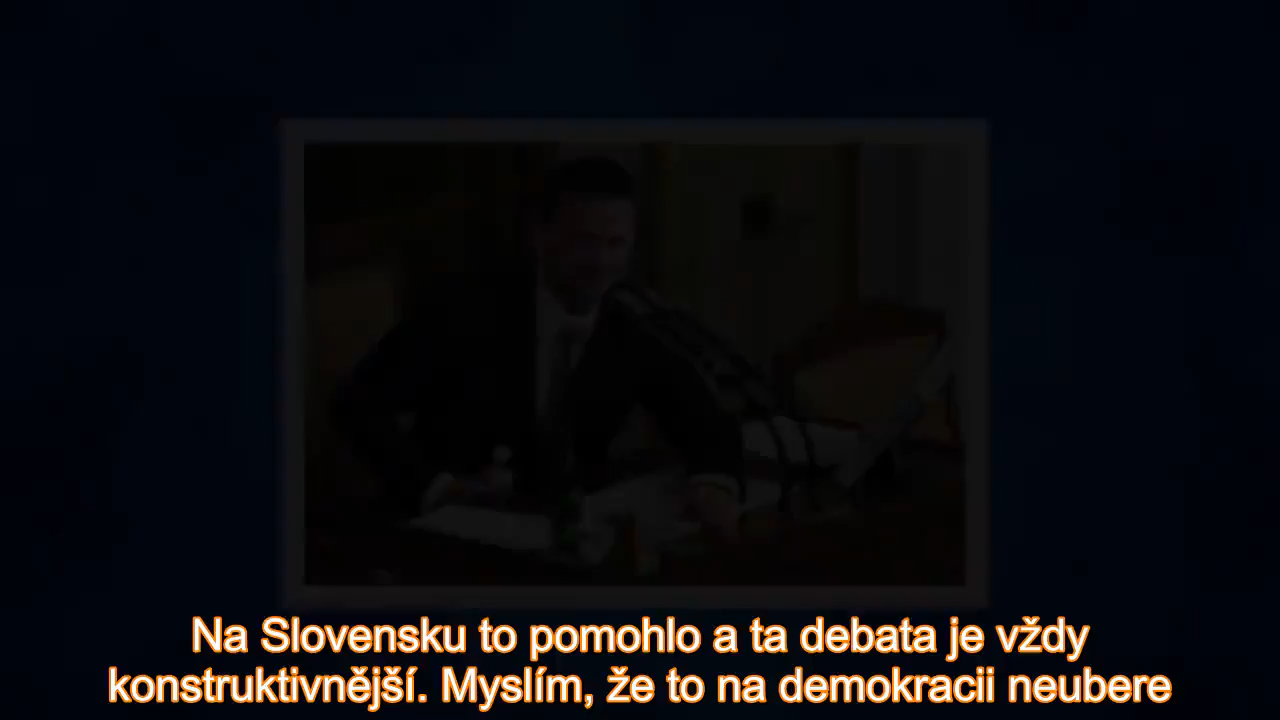 Na Slovensku to pomohlo a ta debata je vždy
konstruktivnější. Myslím, že to na demokracii neubere